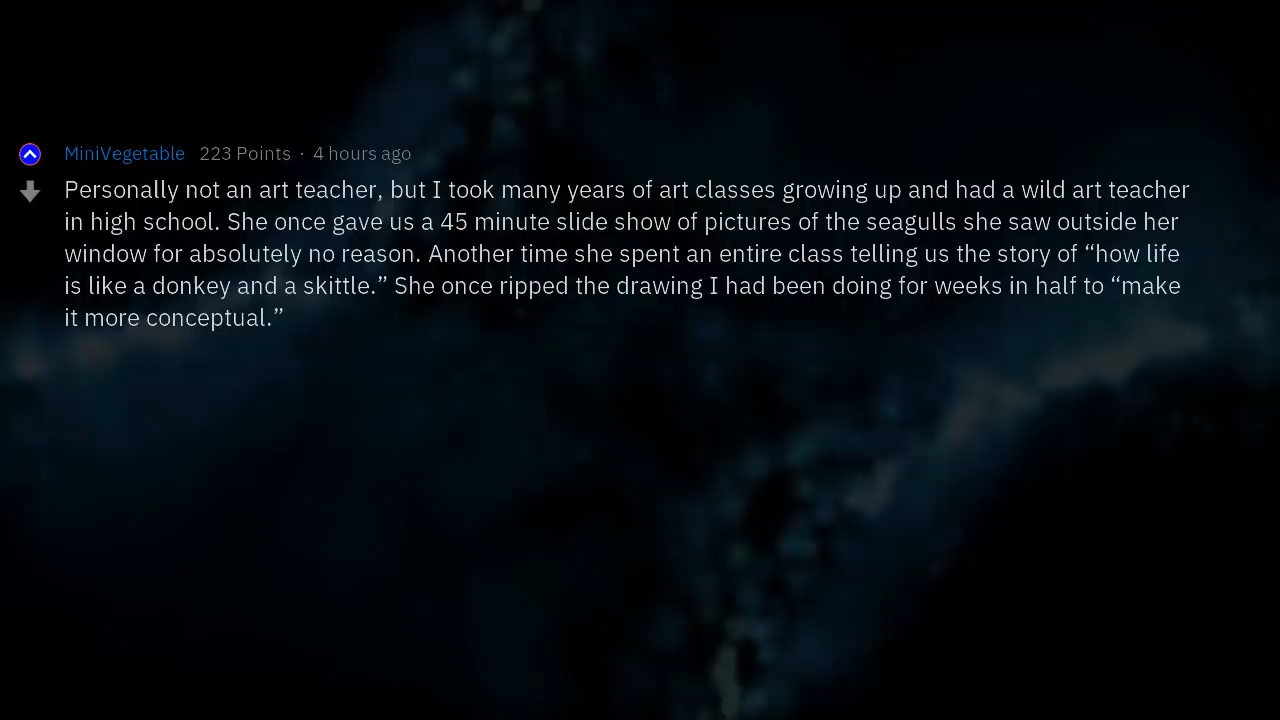 MiniVegetable 223 Points · 4 hours ago
Personally not an art teacher, but I took many years of art classes growing up and had a wild art teacher
in high school. She once gave us a 45 minute slide show of pictures of the seagulls she saw outside her
window for absolutely no reason. Another time she spent an entire class telling us the story of “how life
is like a donkey and a skittle.” She once ripped the drawing I had been doing for weeks in half to “make
it more conceptual.”